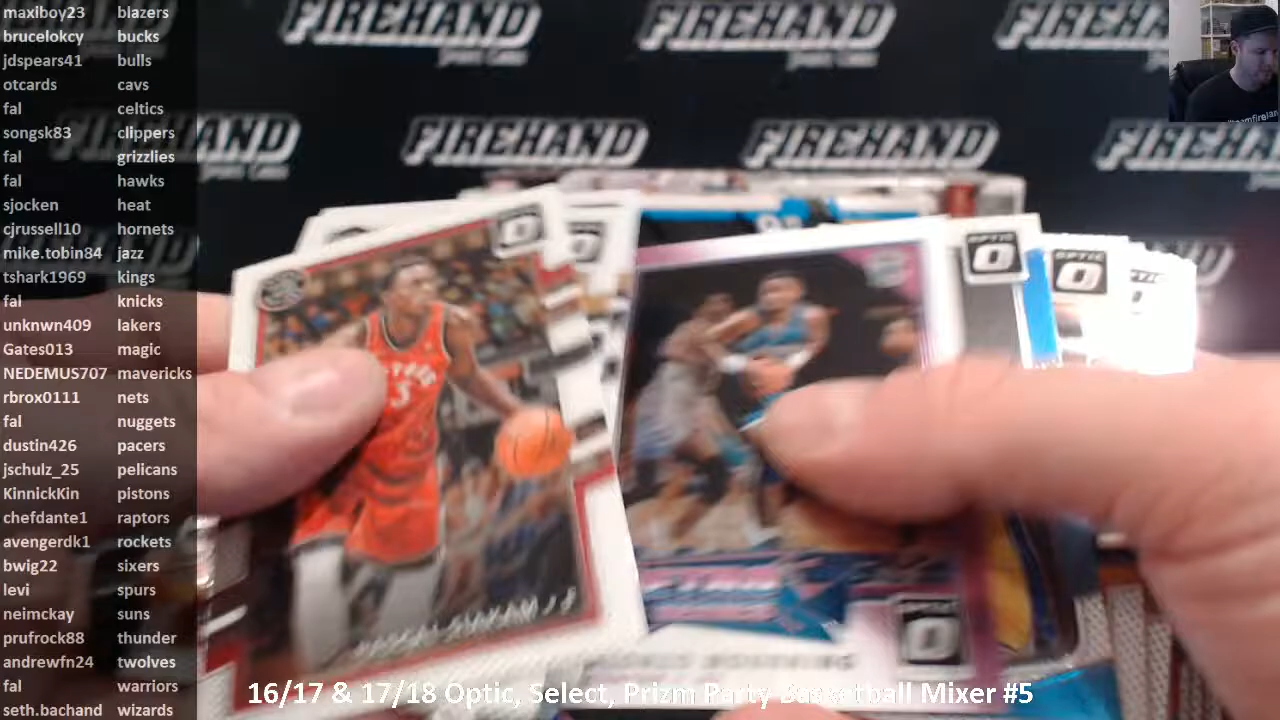 maxiboy23 blazers
brucelokcy bucks
jdspears41 bulls
otcards cavs
fal celtics
songsk83 clippers
fal grizzlies
fal hawks
sjocken heat
cjrussell10 hornets
mike.tobin84 jazz
tshark1969 kings
fal knicks
unknwn409 lakers
Gates013 magic
NEDEMUS707 mavericks
rbrox0111 nets
fal nuggets
dustin426 pacers
jschulz_25 pelicans
KinnickKin pistons
chefdante1 raptors
avengerdk1 rockets
bwig22 sixers
levi spurs
neimckay suns
prufrock88 thunder
andrewfn24 twolves
fal warriors
seth.bachand wizards
FIREHAND FIREHAND FIREHAND
FIREHAND FIREHAND FIREHAND
OPTIC
OPTIC
16/17 & 17/18 Optic, Select, Prizm Party Basketball Mixer #5